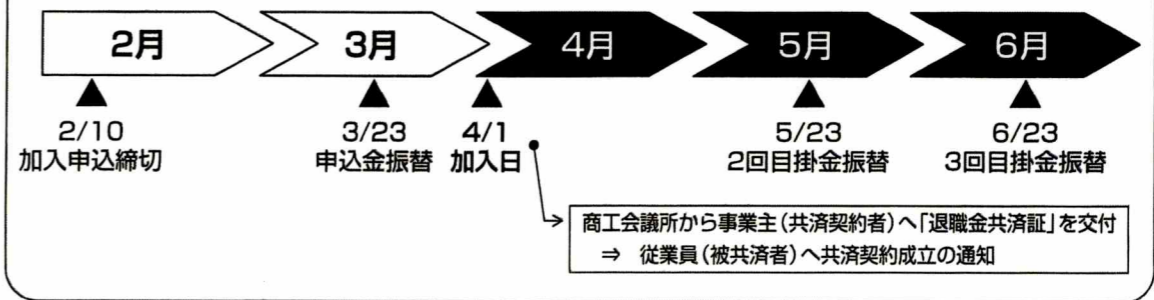 2月
3月
4月
5月
6月
2/10
加入申込締切
3/23
申込金振替
4/1
加入日
5/23
2回目掛金振替
6/23
3回目掛金振替
商工会議所から事業主(共済契約者)へ「退職金共済証」を交付
⇒ 従業員(被共済者)へ共済契約成立の通知